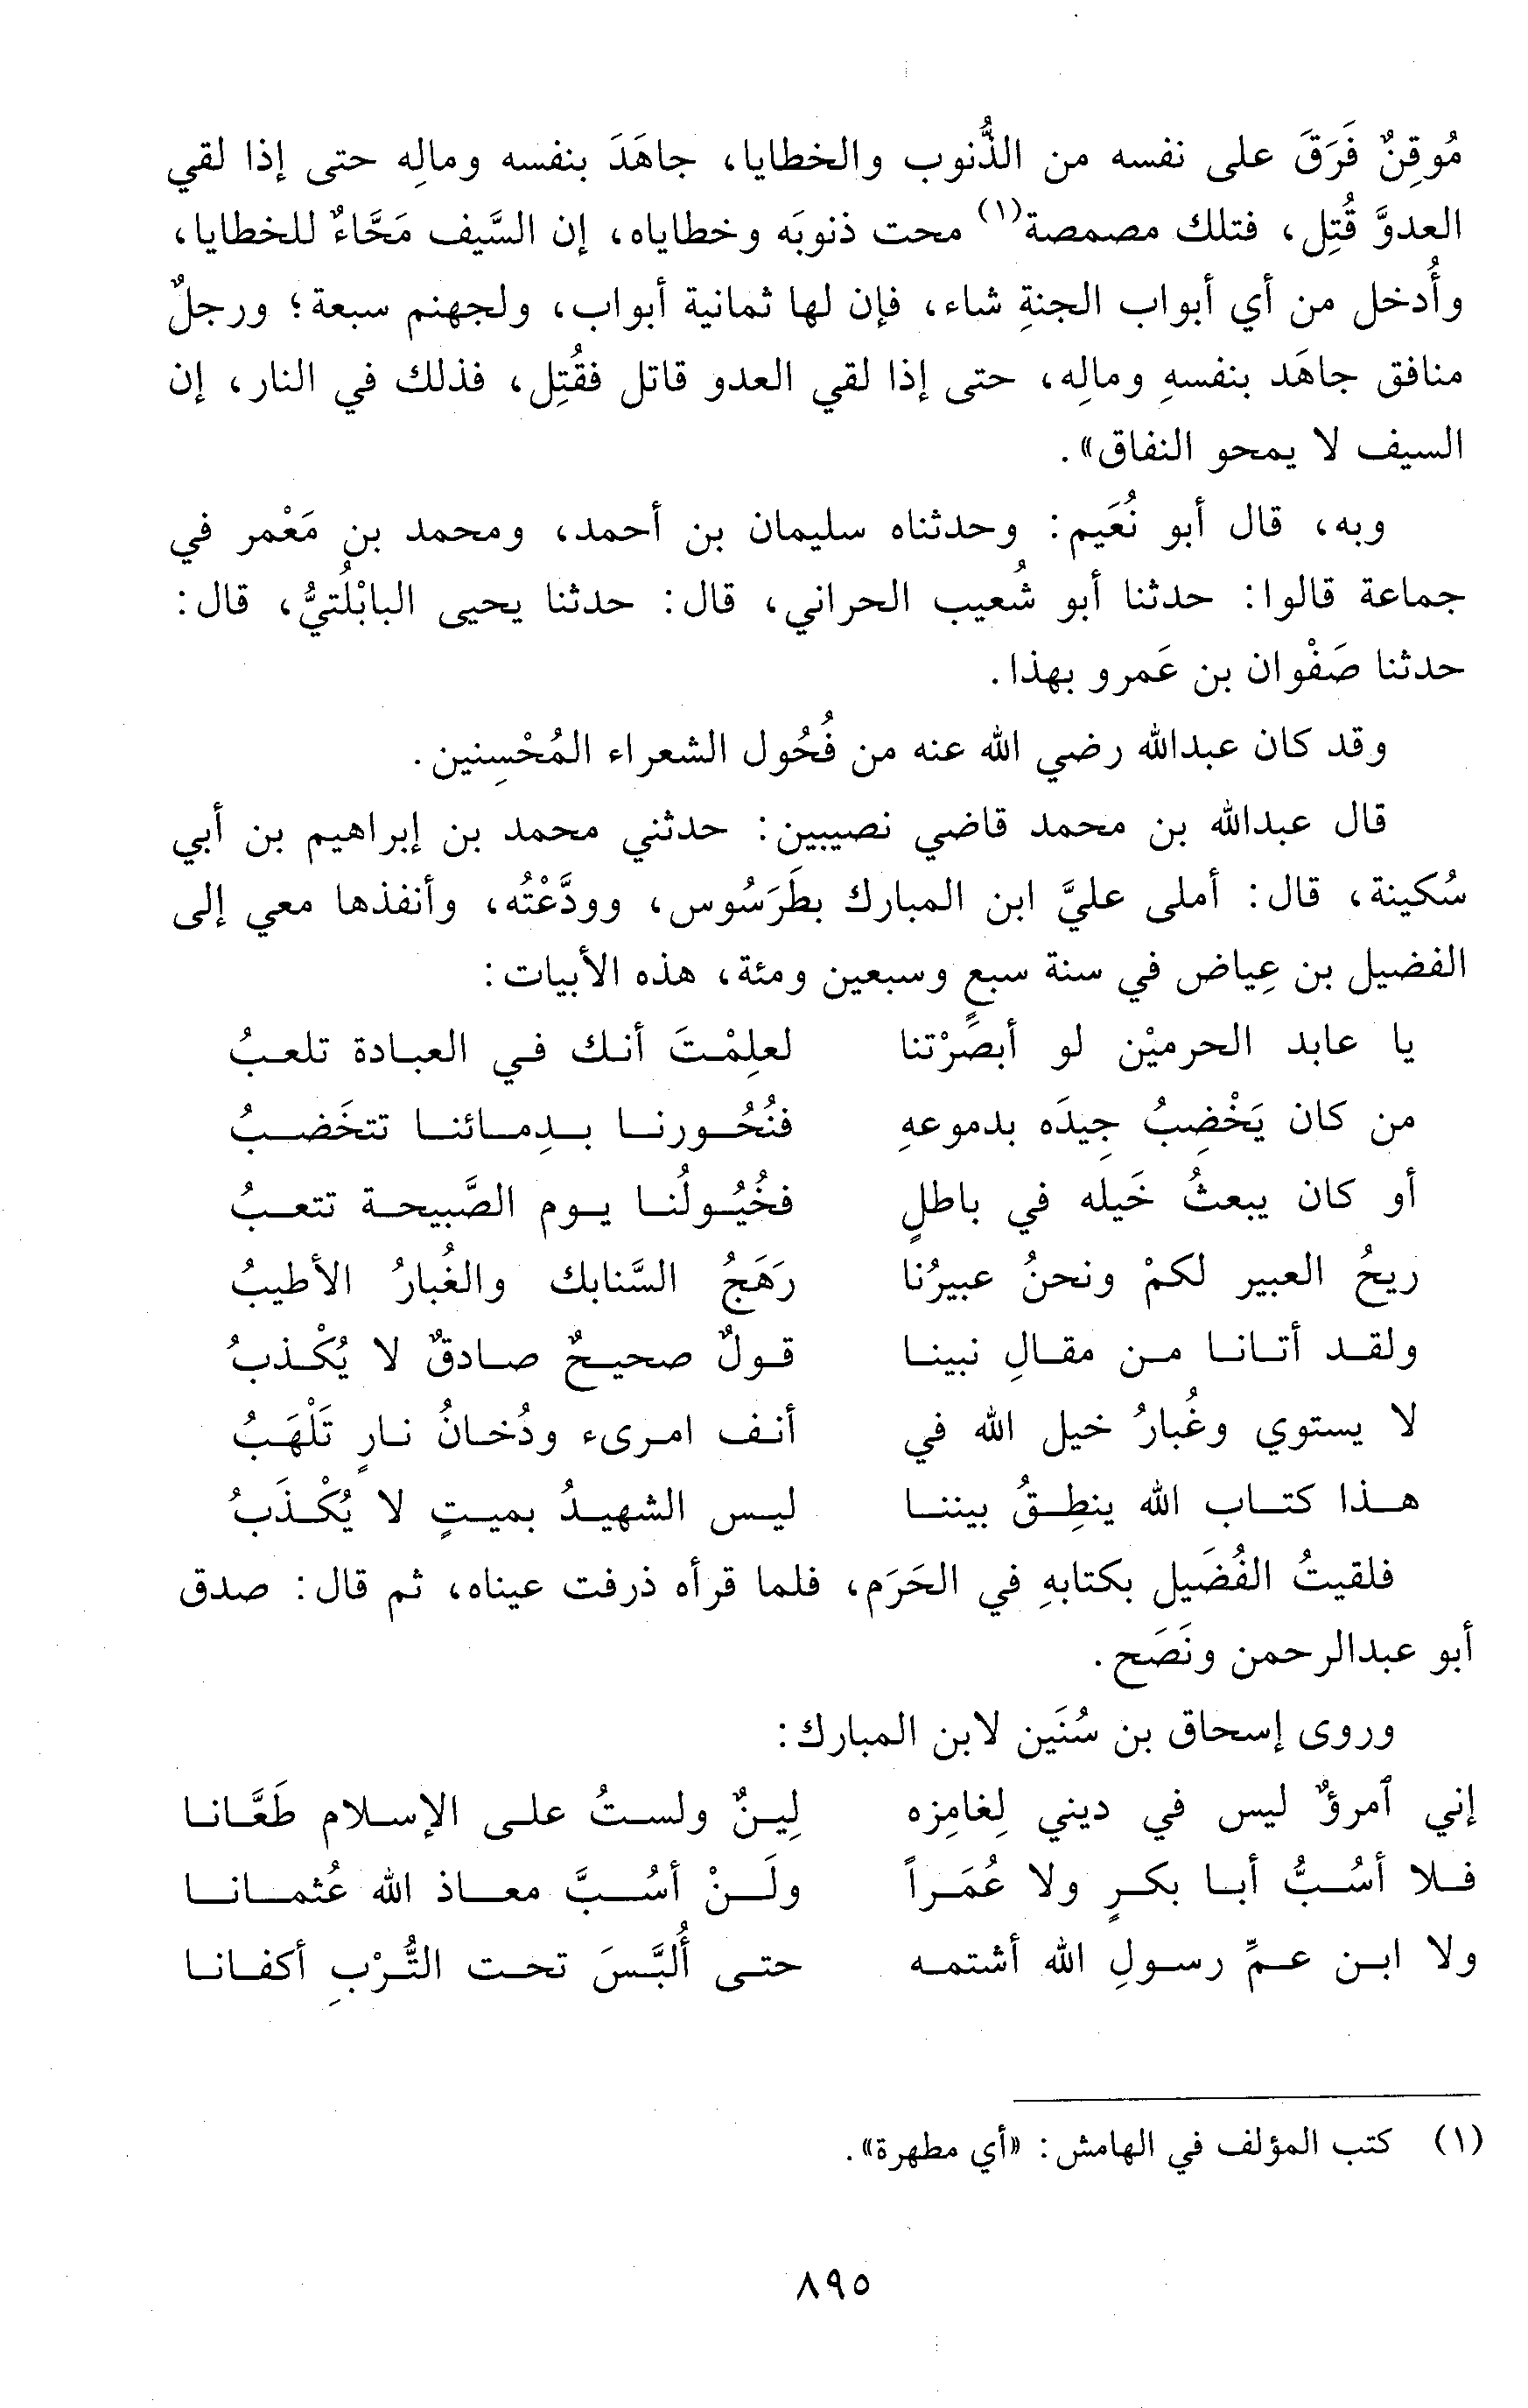 مُوقِنٌ فَرَقَ على نفسه من الذُّنوب والخطايا، جاهَدَ بنفسه ومالِه حتى إذا لقي
العدوَّ قُتِل، فتلك مصمصة(١) محت ذنوبَه وخطاياه، إن السَّيف مَحَّاءٌ للخطايا،
وأُدخل من أي أبواب الجنةِ شاء، فإن لها ثمانية أبواب، ولجهنم سبعة؛ ورجلٌ
منافق جاهَد بنفسهِ ومالِه، حتى إذا لقي العدو قاتل فقُتِل، فذلك في النار، إن
السيف لا يمحو النفاق».
وبه، قال أبو نُعَيم: وحدثناه سليمان بن أحمد، ومحمد بن مَعْمر في
جماعة قالوا: حدثنا أبو شُعيب الحراني، قال: حدثنا يحيى البابْلُتيُّ، قال:
حدثنا صَفْوان بن عَمرو بهذا.
وقد كان عبدالله رضي الله عنه من فُحُول الشعراء المُحْسِنين.
قال عبدالله بن محمد قاضي نصيبين: حدثني محمد بن إبراهيم بن أبي
سُكينة، قال: أملى عليَّ ابن المبارك بطَرَسُوس، وودَّعْتُه، وأنفذها معي إلى
الفضيل بن عِياض في سنة سبعٍ وسبعين ومئة، هذه الأبيات:
يا عابد الحرميْن لو أبصَرْتنا لعلِمْتَ أنك في العبادة تلعبُ
من كان يَخْضِبُ جِيدَه بدموعهِ فنُحُورنا بدِمائنا تتخَضبُ
أو كان يبعثُ خَيله في باطلٍ فخُيُولُنا يوم الصَّبيحة تتعبُ
ريحُ العبير لكمْ ونحنُ عبيرُنا رَهَجُ السَّنابك والغُبارُ الأطيبُ
ولقد أتانا من مقالِ نبينا قولٌ صحيحٌ صادقٌ لا يُكْذبُ
لا يستوي وغُبارُ خيل الله في أنف امرىء ودُخانُ نارٍ تَلْهَبُ
هذا كتاب الله ينطِقُ بيننا ليس الشهيدُ بميتٍ لا يُكْذَبُ
فلقيتُ الفُضَيل بكتابهِ في الحَرَم، فلما قرأه ذرفت عيناه، ثم قال: صدق
أبو عبدالرحمن ونَصَح.
وروى إسحاق بن سُنَين لابن المبارك:
إني ٱمرؤٌ ليس في ديني لِغامِزه لِينٌ ولستُ على الإسلام طَعَّانا
فلا أسُبُّ أبا بكرٍ ولا عُمَراً ولَنْ أسُبَّ معاذ الله عُثمانا
ولا ابن عمِّ رسولِ الله أشتمه حتى أُلبَّسَ تحت التُّرْبِ أكفانا
(١) كتب المؤلف في الهامش: «أي مطهرة».
٨٩٥